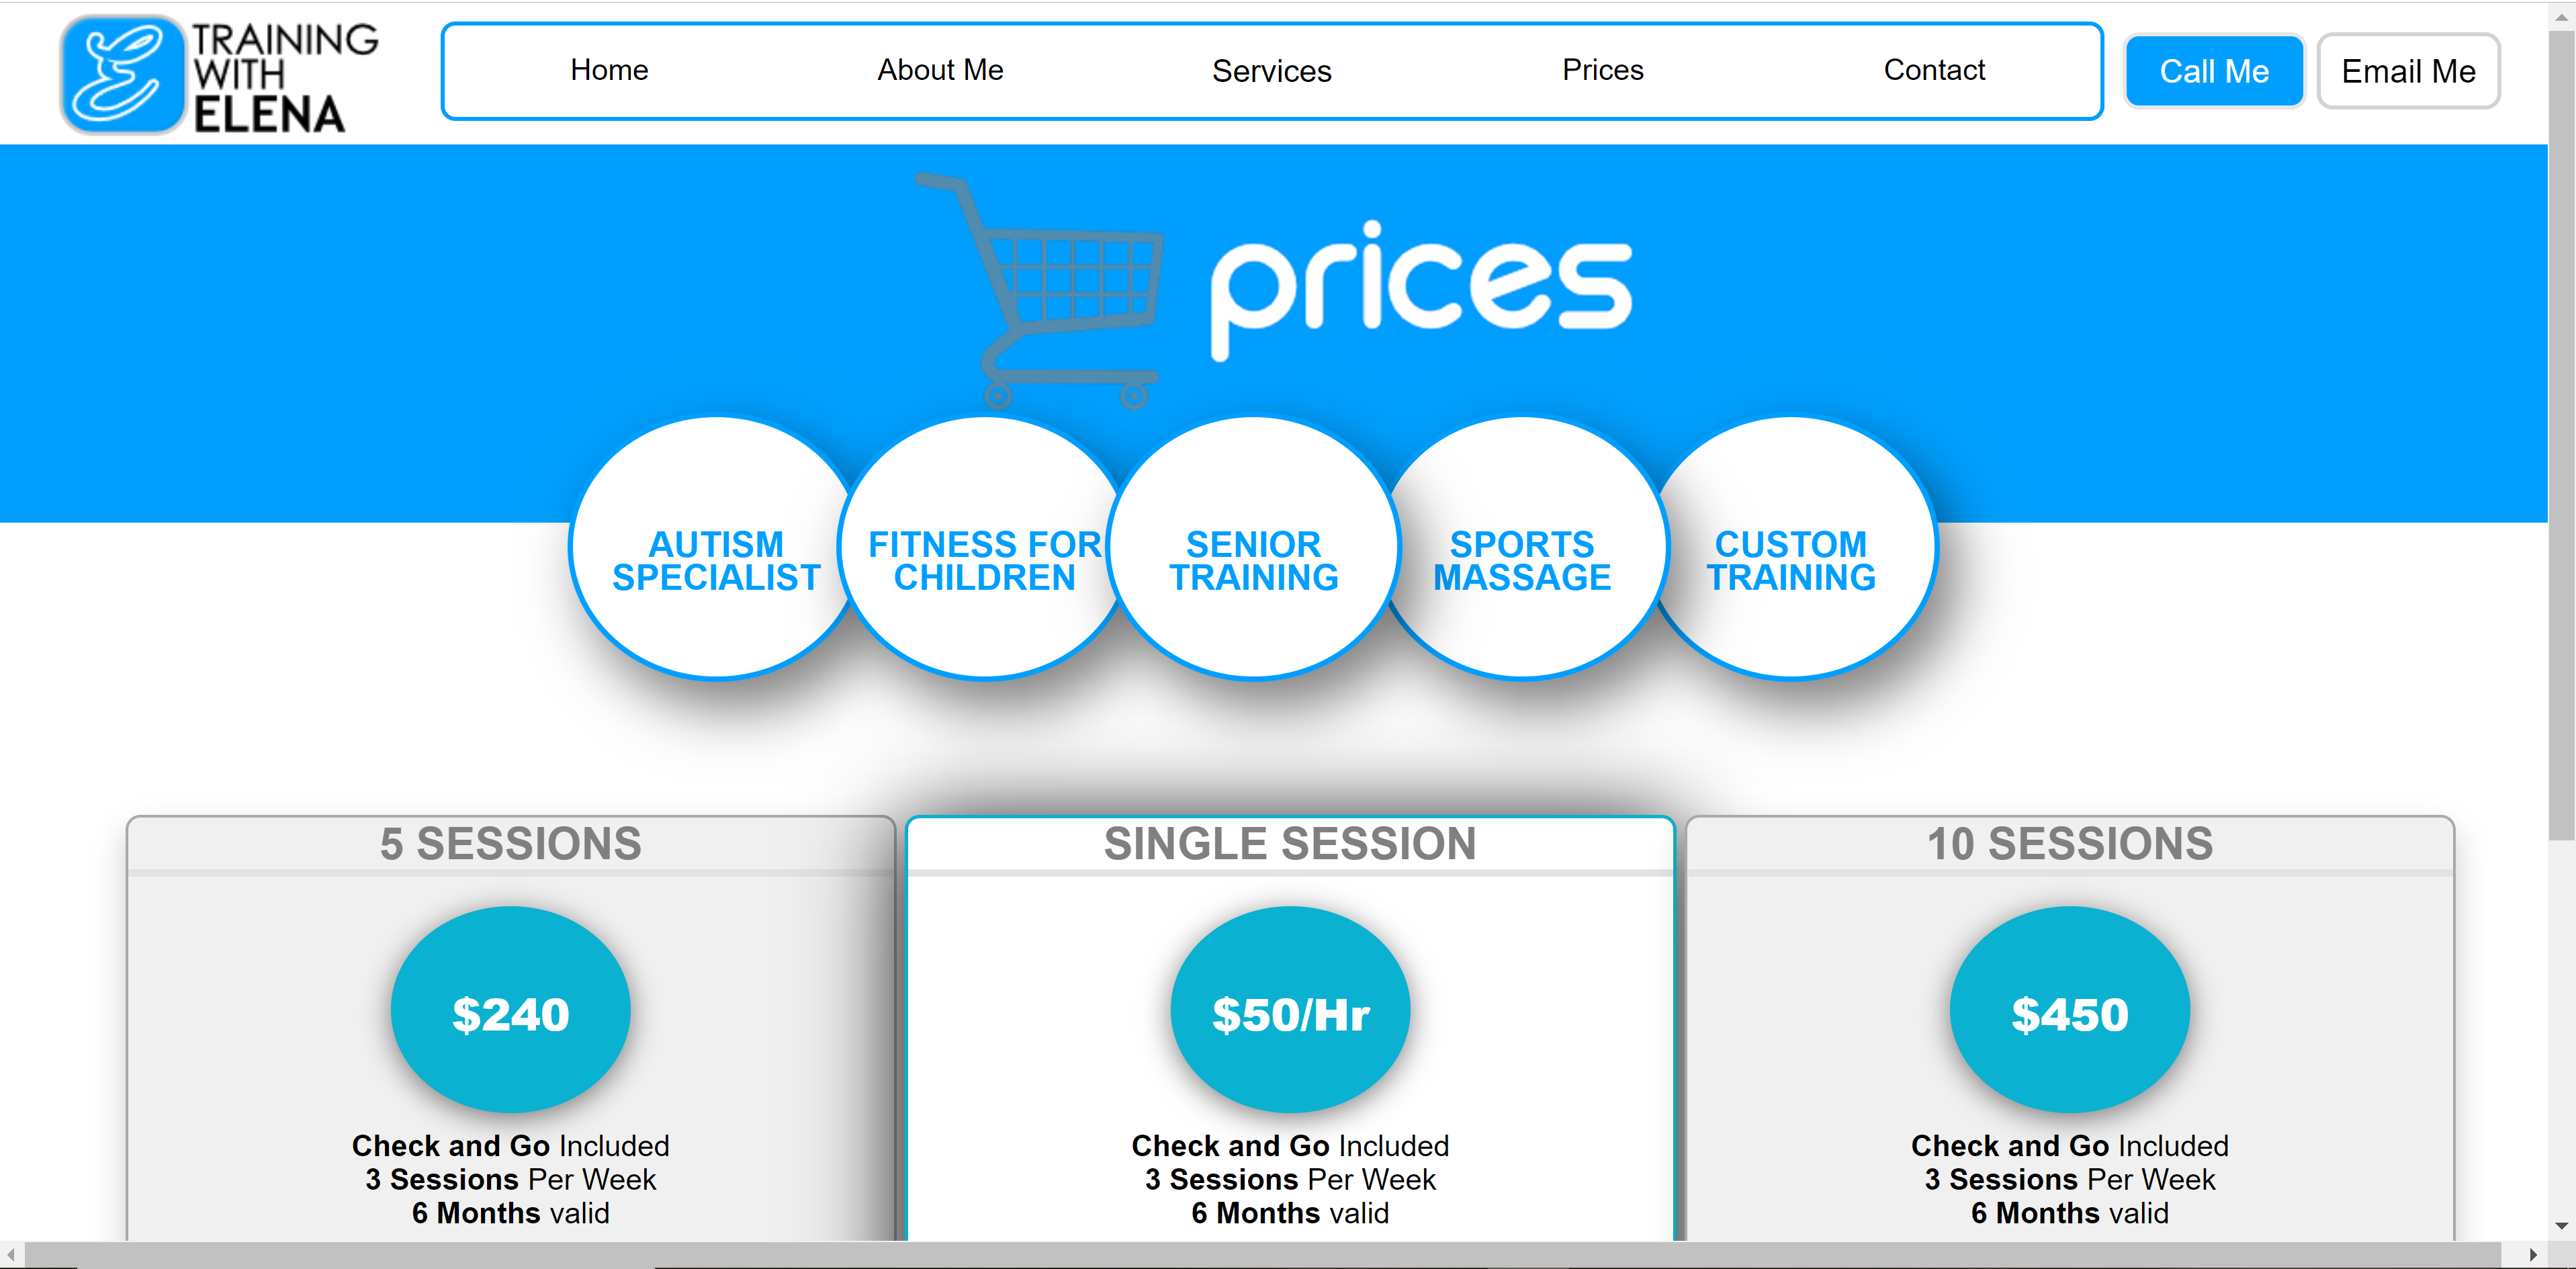 TRAINING
WITH
ELENA
Home About Me Services Prices Contact
Call Me Email Me
prices
AUTISM
SPECIALIST
FITNESS FOR
CHILDREN
SENIOR
TRAINING
SPORTS
MASSAGE
CUSTOM
TRAINING
5 SESSIONS
$240
Check and Go Included
3 Sessions Per Week
6 Months valid
SINGLE SESSION
$50/Hr
Check and Go Included
3 Sessions Per Week
6 Months valid
10 SESSIONS
$450
Check and Go Included
3 Sessions Per Week
6 Months valid